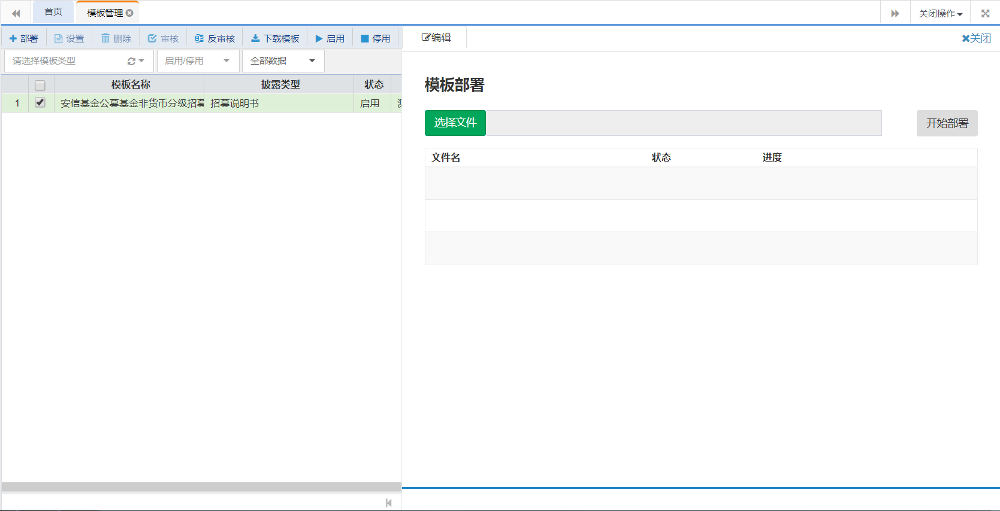 首页 模板管理 关闭操作
部署 设置 删除 审核 反审核 下载模板 启用 停用
编辑 关闭
请选择模板类型 启用/停用 全部数据
模板名称 披露类型 状态
1 安信基金公募基金非货币分级招募 招募说明书 启用
模板部署
选择文件 开始部署
文件名 状态 进度